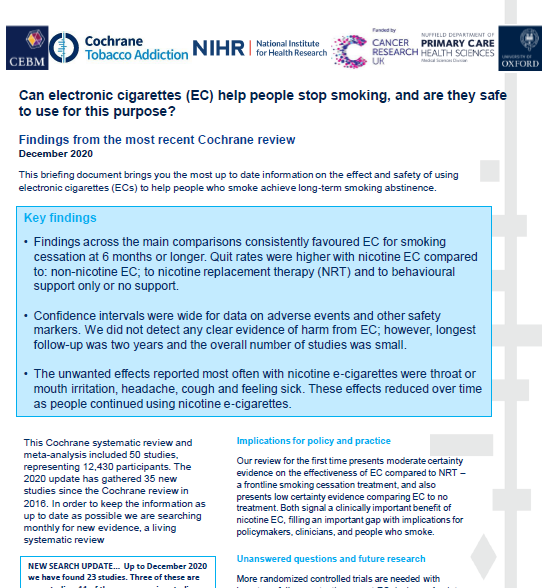 CEBM
Cochrane
Tobacco Addiction
NIHR
National Institute
for Health Research
Funded by
CANCER
RESEARCH
UK
NUFFIELD DEPARTMENT OF
PRIMARY CARE
HEALTH SCIENCES
Medical Sciences Division
UNIVERSITY OF
OXFORD
Can electronic cigarettes (EC) help people stop smoking, and are they safe
to use for this purpose?
Findings from the most recent Cochrane review
December 2020
This briefing document brings you the most up to date information on the effect and safety of using
electronic cigarettes (ECs) to help people who smoke achieve long-term smoking abstinence.
Key findings
• Findings across the main comparisons consistently favoured EC for smoking
cessation at 6 months or longer. Quit rates were higher with nicotine EC compared
to: non-nicotine EC; to nicotine replacement therapy (NRT) and to behavioural
support only or no support.
• Confidence intervals were wide for data on adverse events and other safety
markers. We did not detect any clear evidence of harm from EC; however, longest
follow-up was two years and the overall number of studies was small.
• The unwanted effects reported most often with nicotine e-cigarettes were throat or
mouth irritation, headache, cough and feeling sick. These effects reduced over time
as people continued using nicotine e-cigarettes.
This Cochrane systematic review and
meta-analysis included 50 studies,
representing 12,430 participants. The
2020 update has gathered 35 new
studies since the Cochrane review in
2016. In order to keep the information as
up to date as possible we are searching
monthly for new evidence, a living
systematic review
NEW SEARCH UPDATE... Up to December 2020
we have found 23 studies. Three of these are
Implications for policy and practice
Our review for the first time presents moderate certainty
evidence on the effectiveness of EC compared to NRT –
a frontline smoking cessation treatment, and also
presents low certainty evidence comparing EC to no
treatment. Both signal a clinically important benefit of
nicotine EC, filling an important gap with implications for
policymakers, clinicians, and people who smoke.
Unanswered questions and future research
More randomized controlled trials are needed with